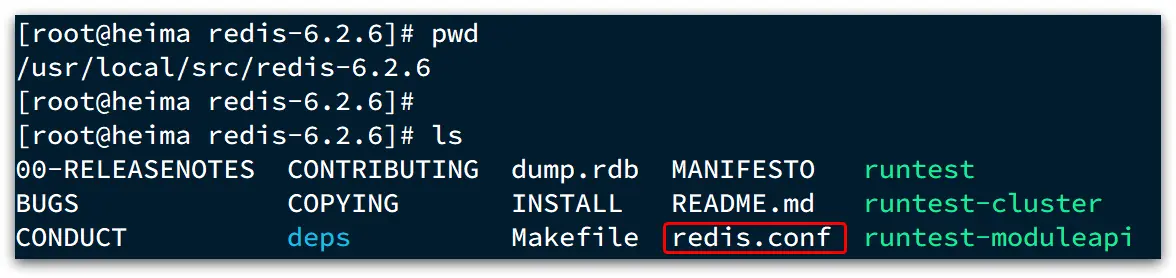 [root@heima redis-6.2.6]# pwd
/usr/local/src/redis-6.2.6
[root@heima redis-6.2.6]#
[root@heima redis-6.2.6]# ls
00-RELEASENOTES  CONTRIBUTING  dump.rdb  MANIFESTO   runtest
BUGS             COPYING       INSTALL   README.md   runtest-cluster
CONDUCT          deps          Makefile  redis.conf  runtest-moduleapi